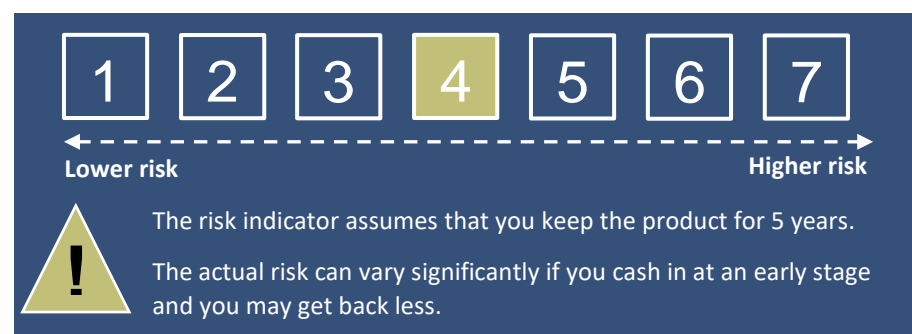 1 2 3 4 5 6 7
Lower risk Higher risk
The risk indicator assumes that you keep the product for 5 years.
!
The actual risk can vary significantly if you cash in at an early stage
and you may get back less.